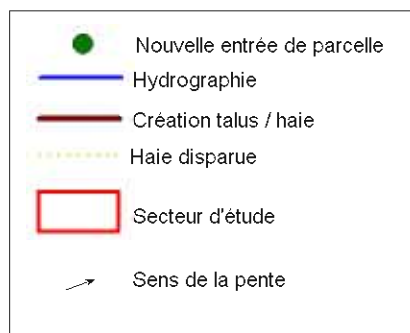 Nouvelle entrée de parcelle
Hydrographie
Création talus / haie
Haie disparue
Secteur d'étude
Sens de la pente